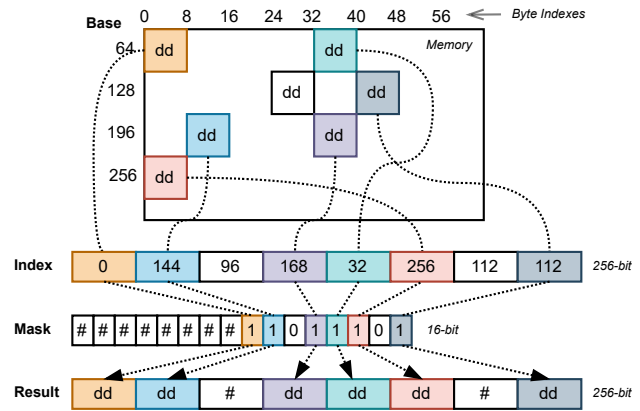 0 8 16 24 32 40 48 56 Byte Indexes
Base
64 dd dd Memory
128 dd dd
196 dd dd
256 dd
Index 0 144 96 168 32 256 112 112 256-bit
Mask # # # # # # # # 1 1 0 1 1 1 0 1 16-bit
Result dd dd # dd dd dd # dd 256-bit